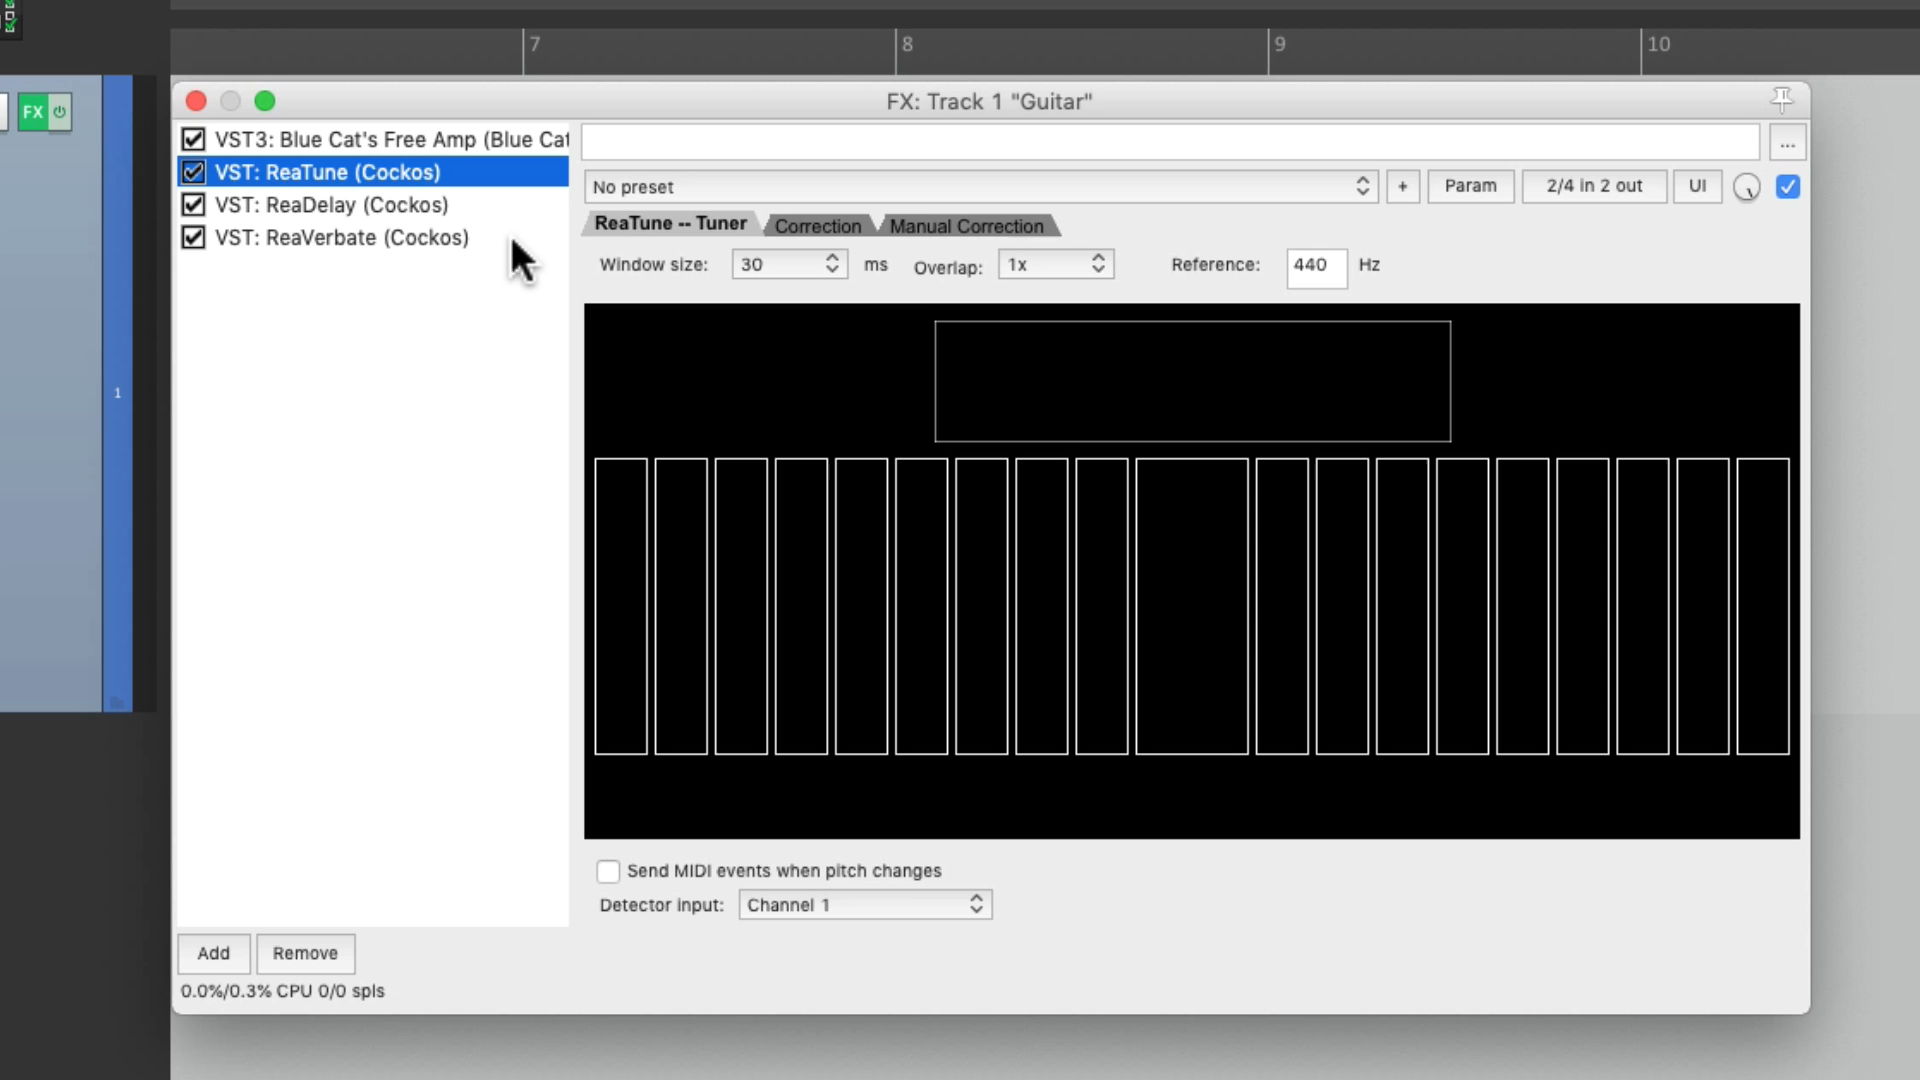 7
8
9
10
FX
FX: Track 1 "Guitar"
VST3: Blue Cat's Free Amp (Blue Cat
VST: ReaTune (Cockos)
VST: ReaDelay (Cockos)
VST: ReaVerbate (Cockos)
...
No preset
+
Param
2/4 in 2 out
UI
ReaTune -- Tuner
Correction
Manual Correction
Window size: 30 ms Overlap: 1x Reference: 440 Hz
1
Send MIDI events when pitch changes
Detector input: Channel 1
Add
Remove
0.0%/0.3% CPU 0/0 spls